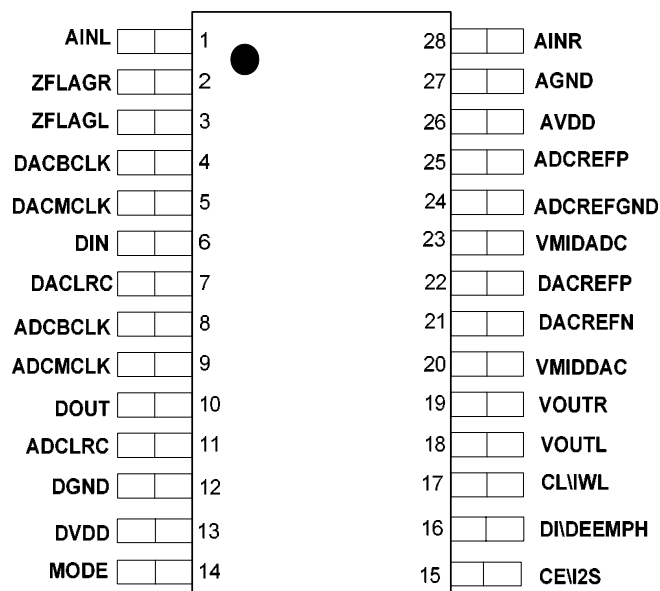 AINL 1 28 AINR
ZFLAGR 2 27 AGND
ZFLAGL 3 26 AVDD
DACBCLK 4 25 ADCREFP
DACMCLK 5 24 ADCREFGND
DIN 6 23 VMIDADC
DACLRC 7 22 DACREFP
ADCBCLK 8 21 DACREFN
ADCMCLK 9 20 VMIDDAC
DOUT 10 19 VOUTR
ADCLRC 11 18 VOUTL
DGND 12 17 CL\IWL
DVDD 13 16 DI\DEEMPH
MODE 14 15 CE\I2S